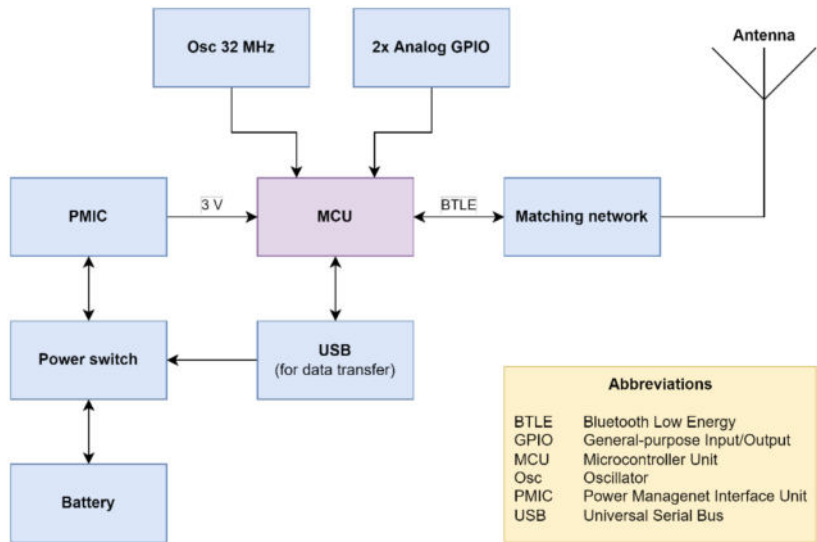 Osc 32 MHz
2x Analog GPIO
Antenna
PMIC
3 V
MCU
BTLE
Matching network
Power switch
USB
(for data transfer)
Battery
Abbreviations
BTLE Bluetooth Low Energy
GPIO General-purpose Input/Output
MCU Microcontroller Unit
Osc Oscillator
PMIC Power Managenet Interface Unit
USB Universal Serial Bus